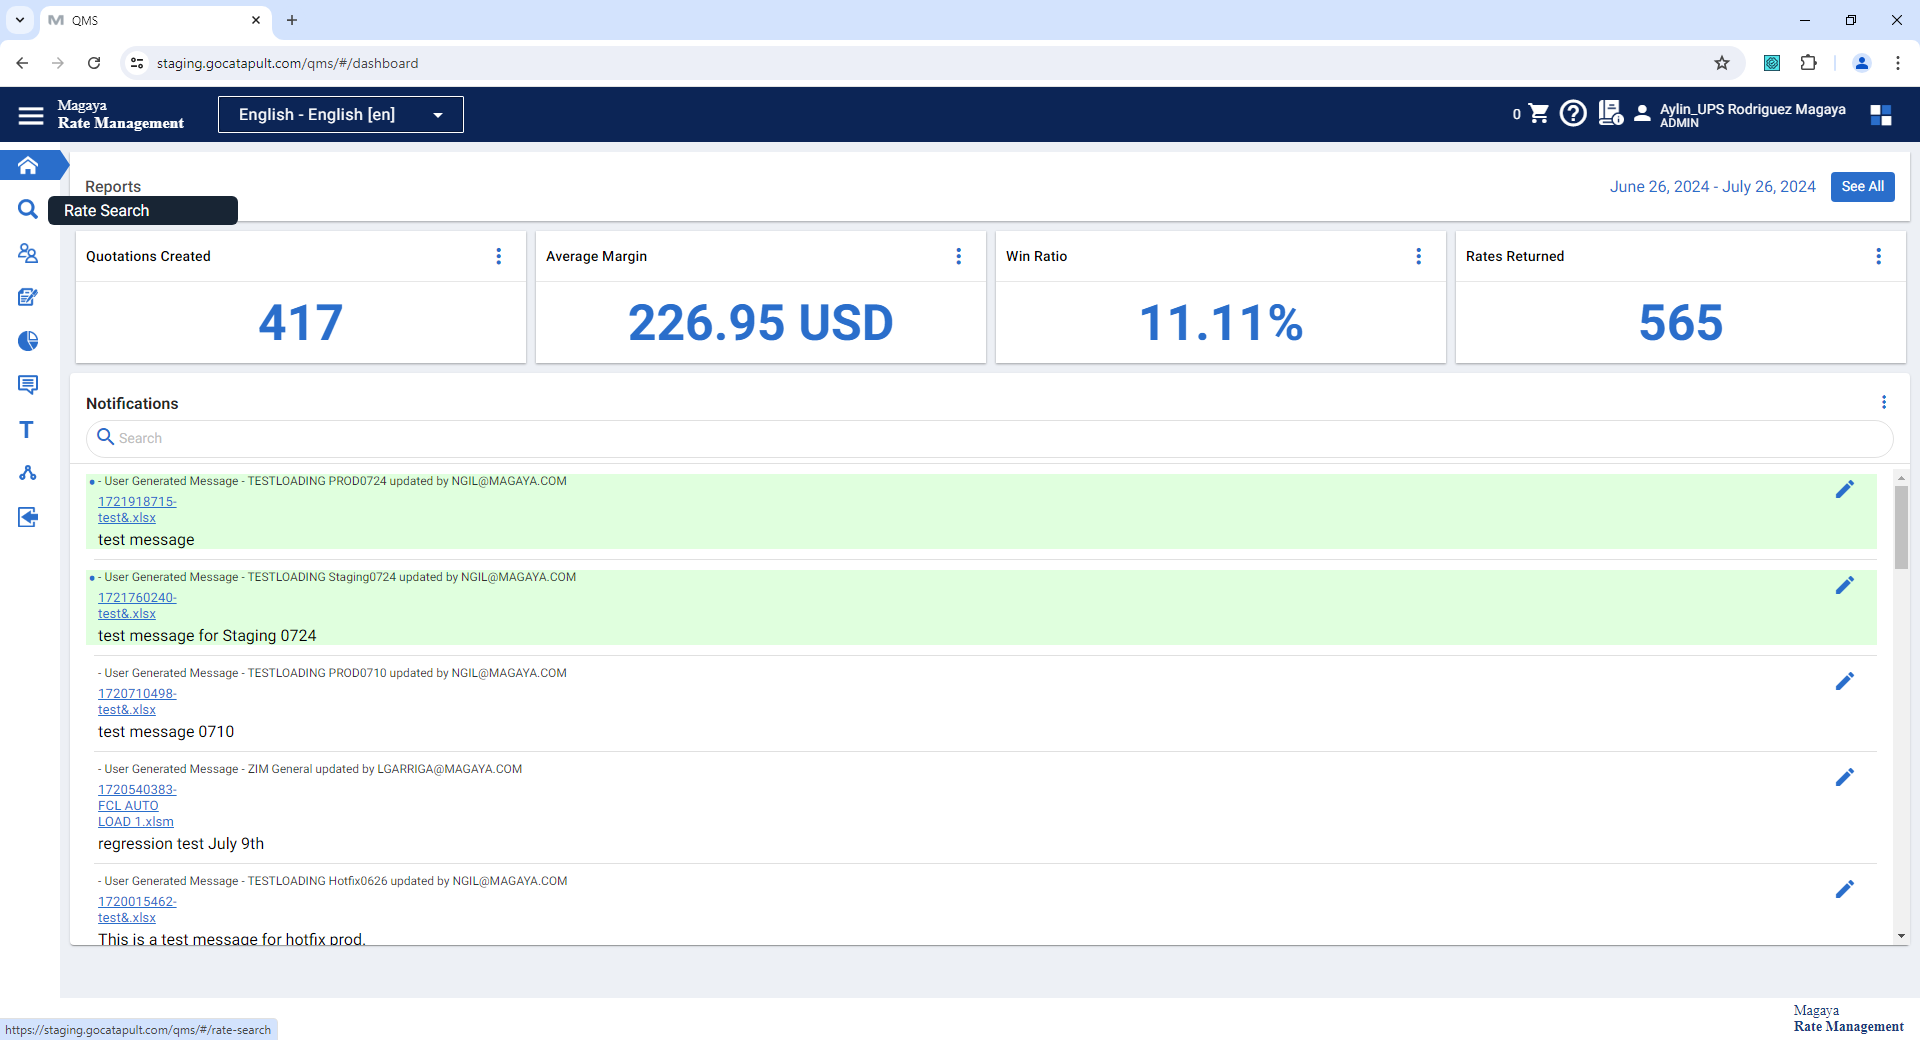 QMS
staging.gocatapult.com/qms/#/dashboard
Magaya
Rate Management
English - English [en]
0
Aylin_UPS Rodriguez Magaya
ADMIN
Reports
June 26, 2024 - July 26, 2024
See All
Rate Search
Quotations Created
Average Margin
Win Ratio
Rates Returned
417
226.95 USD
11.11%
565
Notifications
Search
- User Generated Message - TESTLOADING PROD0724 updated by NGIL@MAGAYA.COM
1721918715-
test&.xlsx
test message
- User Generated Message - TESTLOADING Staging0724 updated by NGIL@MAGAYA.COM
1721760240-
test&.xlsx
test message for Staging 0724
- User Generated Message - TESTLOADING PROD0710 updated by NGIL@MAGAYA.COM
1720710498-
test&.xlsx
test message 0710
- User Generated Message - ZIM General updated by LGARRIGA@MAGAYA.COM
1720540383-
FCL AUTO
LOAD 1.xlsm
regression test July 9th
- User Generated Message - TESTLOADING Hotfix0626 updated by NGIL@MAGAYA.COM
1720015462-
test&.xlsx
This is a test message for hotfix prod.
Magaya
Rate Management
https://staging.gocatapult.com/qms/#/rate-search